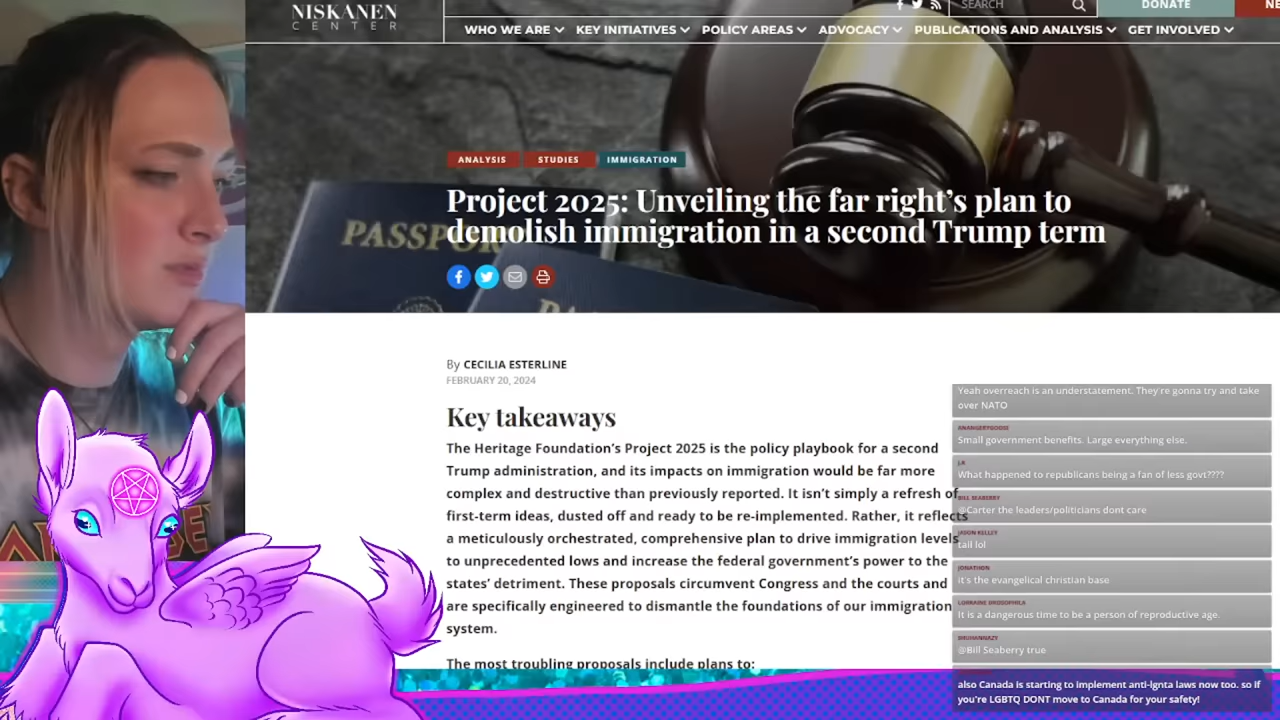 NISKANEN
CENTER
SEARCH
DONATE
NE
WHO WE ARE
KEY INITIATIVES
POLICY AREAS
ADVOCACY
PUBLICATIONS AND ANALYSIS
GET INVOLVED
ANALYSIS
STUDIES
IMMIGRATION
Project 2025: Unveiling the far right's plan to
demolish immigration in a second Trump term
PASSPORT
By CECILIA ESTERLINE
FEBRUARY 20, 2024
Key takeaways
The Heritage Foundation's Project 2025 is the policy playbook for a second
Trump administration, and its impacts on immigration would be far more
complex and destructive than previously reported. It isn't simply a refresh of
first-term ideas, dusted off and ready to be re-implemented. Rather, it reflects
a meticulously orchestrated, comprehensive plan to drive immigration levels
to unprecedented lows and increase the federal government's power to the
states' detriment. These proposals circumvent Congress and the courts and
are specifically engineered to dismantle the foundations of our immigration
system.
The most troubling proposals include plans to:
Yeah overreach is an understatement. They're gonna try and take
over NATO
Small government benefits. Large everything else.
What happened to republicans being a fan of less govt????
BILL SEABERRY
@Carter the leaders/politicians dont care
JASON KELLEY
tall lol
JONATHON
it's the evangelical christian base
LORRAINE DROSOPHILA
It is a dangerous time to be a person of reproductive age.
@Bill Seaberry true
also Canada is starting to implement anti-lgnta laws now too. so if
you're LGBTQ DONT move to Canada for your safety!